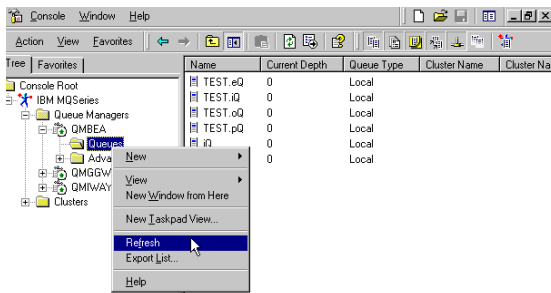 Console Window Help
Action View Favorites
Tree Favorites
Name Current Depth Queue Type Cluster Name Cluster Na
Console Root
IBM MQSeries
Queue Managers
QMBEA
Queues
Adva
QMGGW
QMIWAY
Clusters
TEST.eQ 0 Local
TEST.iQ 0 Local
TEST.oQ 0 Local
TEST.pQ 0 Local
iQ 0 Local
0 Local
New
View
New Window from Here
New Taskpad View...
Refresh
Export List...
Help